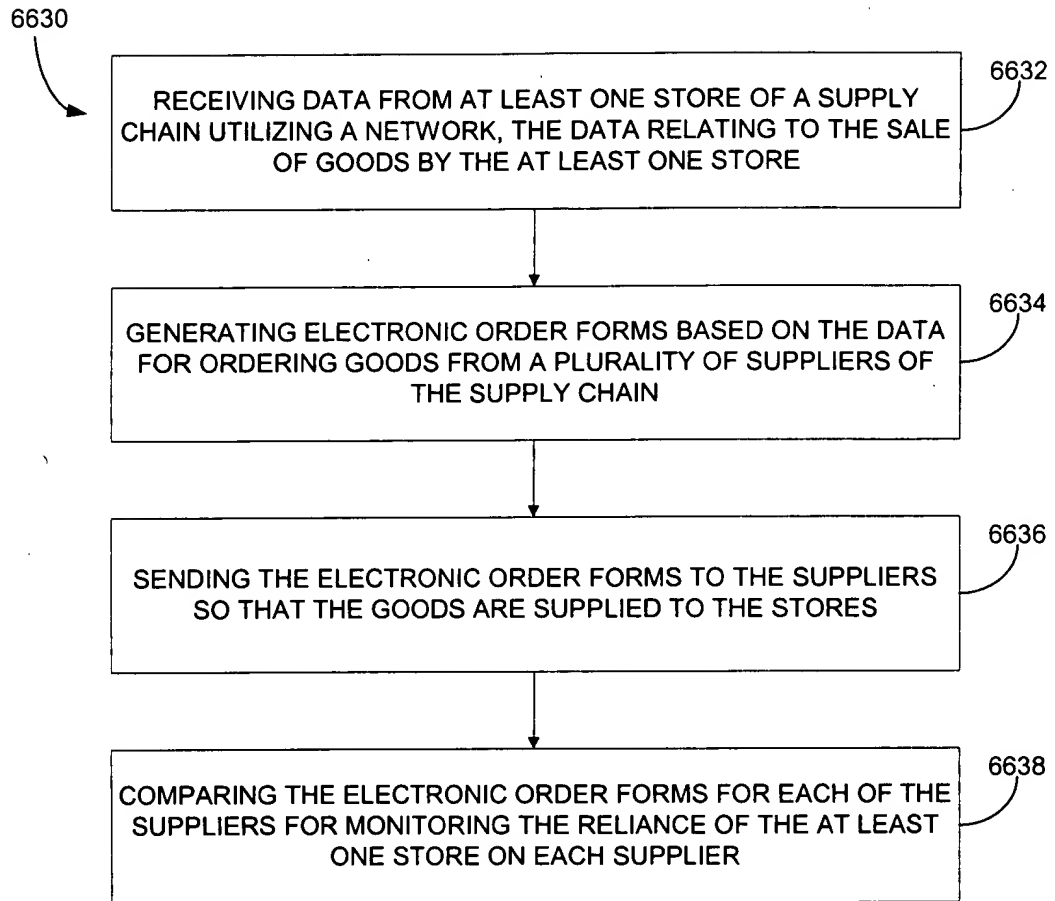 6630
6632
RECEIVING DATA FROM AT LEAST ONE STORE OF A SUPPLY
CHAIN UTILIZING A NETWORK, THE DATA RELATING TO THE SALE
OF GOODS BY THE AT LEAST ONE STORE
6634
GENERATING ELECTRONIC ORDER FORMS BASED ON THE DATA
FOR ORDERING GOODS FROM A PLURALITY OF SUPPLIERS OF
THE SUPPLY CHAIN
6636
SENDING THE ELECTRONIC ORDER FORMS TO THE SUPPLIERS
SO THAT THE GOODS ARE SUPPLIED TO THE STORES
6638
COMPARING THE ELECTRONIC ORDER FORMS FOR EACH OF THE
SUPPLIERS FOR MONITORING THE RELIANCE OF THE AT LEAST
ONE STORE ON EACH SUPPLIER